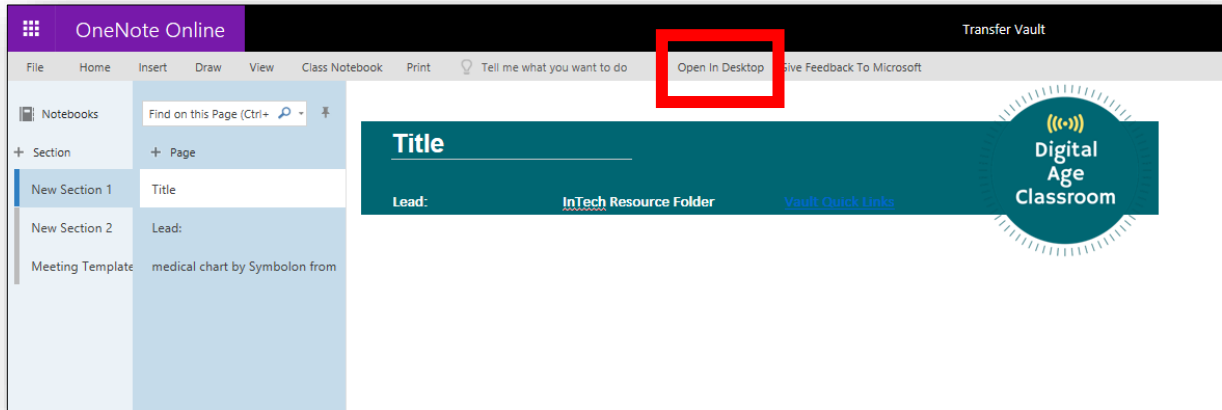 OneNote Online
Transfer Vault
File Home Insert Draw View Class Notebook Print Tell me what you want to do Open In Desktop Give Feedback To Microsoft
Notebooks
Find on this Page (Ctrl+
+ Section
+ Page
New Section 1
Title
New Section 2
Lead:
Meeting Template
medical chart by Symbolon from
Title
Lead: InTech Resource Folder Vault Quick Links
Digital
Age
Classroom